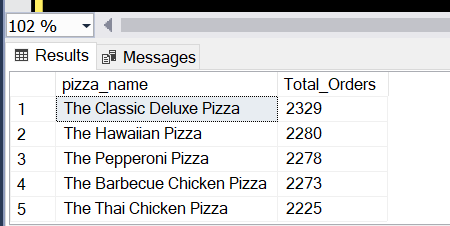 102 %
Results Messages
pizza_name Total_Orders
1 The Classic Deluxe Pizza 2329
2 The Hawaiian Pizza 2280
3 The Pepperoni Pizza 2278
4 The Barbecue Chicken Pizza 2273
5 The Thai Chicken Pizza 2225